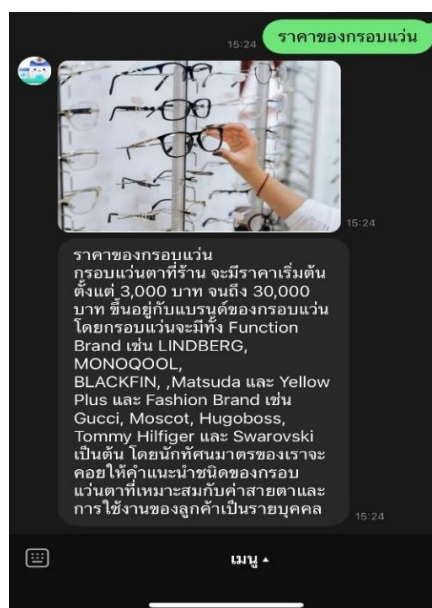 15:24
ราคาของกรอบแว่น
15:24
ราคาของกรอบแว่น
กรอบแว่นตาที่ร้าน จะมีราคาเริ่มต้น
ตั้งแต่ 3,000 บาท จนถึง 30,000
บาท ขึ้นอยู่กับแบรนด์ของกรอบแว่น
โดยกรอบแว่นจะมีทั้ง Function
Brand เช่น LINDBERG,
MONOQOOL,
BLACKFIN, ,Matsuda และ Yellow
Plus และ Fashion Brand เช่น
Gucci, Moscot, Hugoboss,
Tommy Hilfiger และ Swarovski
เป็นต้น โดยนักทัศนมาตรของเราจะ
คอยให้คำแนะนำชนิดของกรอบ
แว่นตาที่เหมาะสมกับค่าสายตาและ
การใช้งานของลูกค้าเป็นรายบุคคล
15:24
เมนู